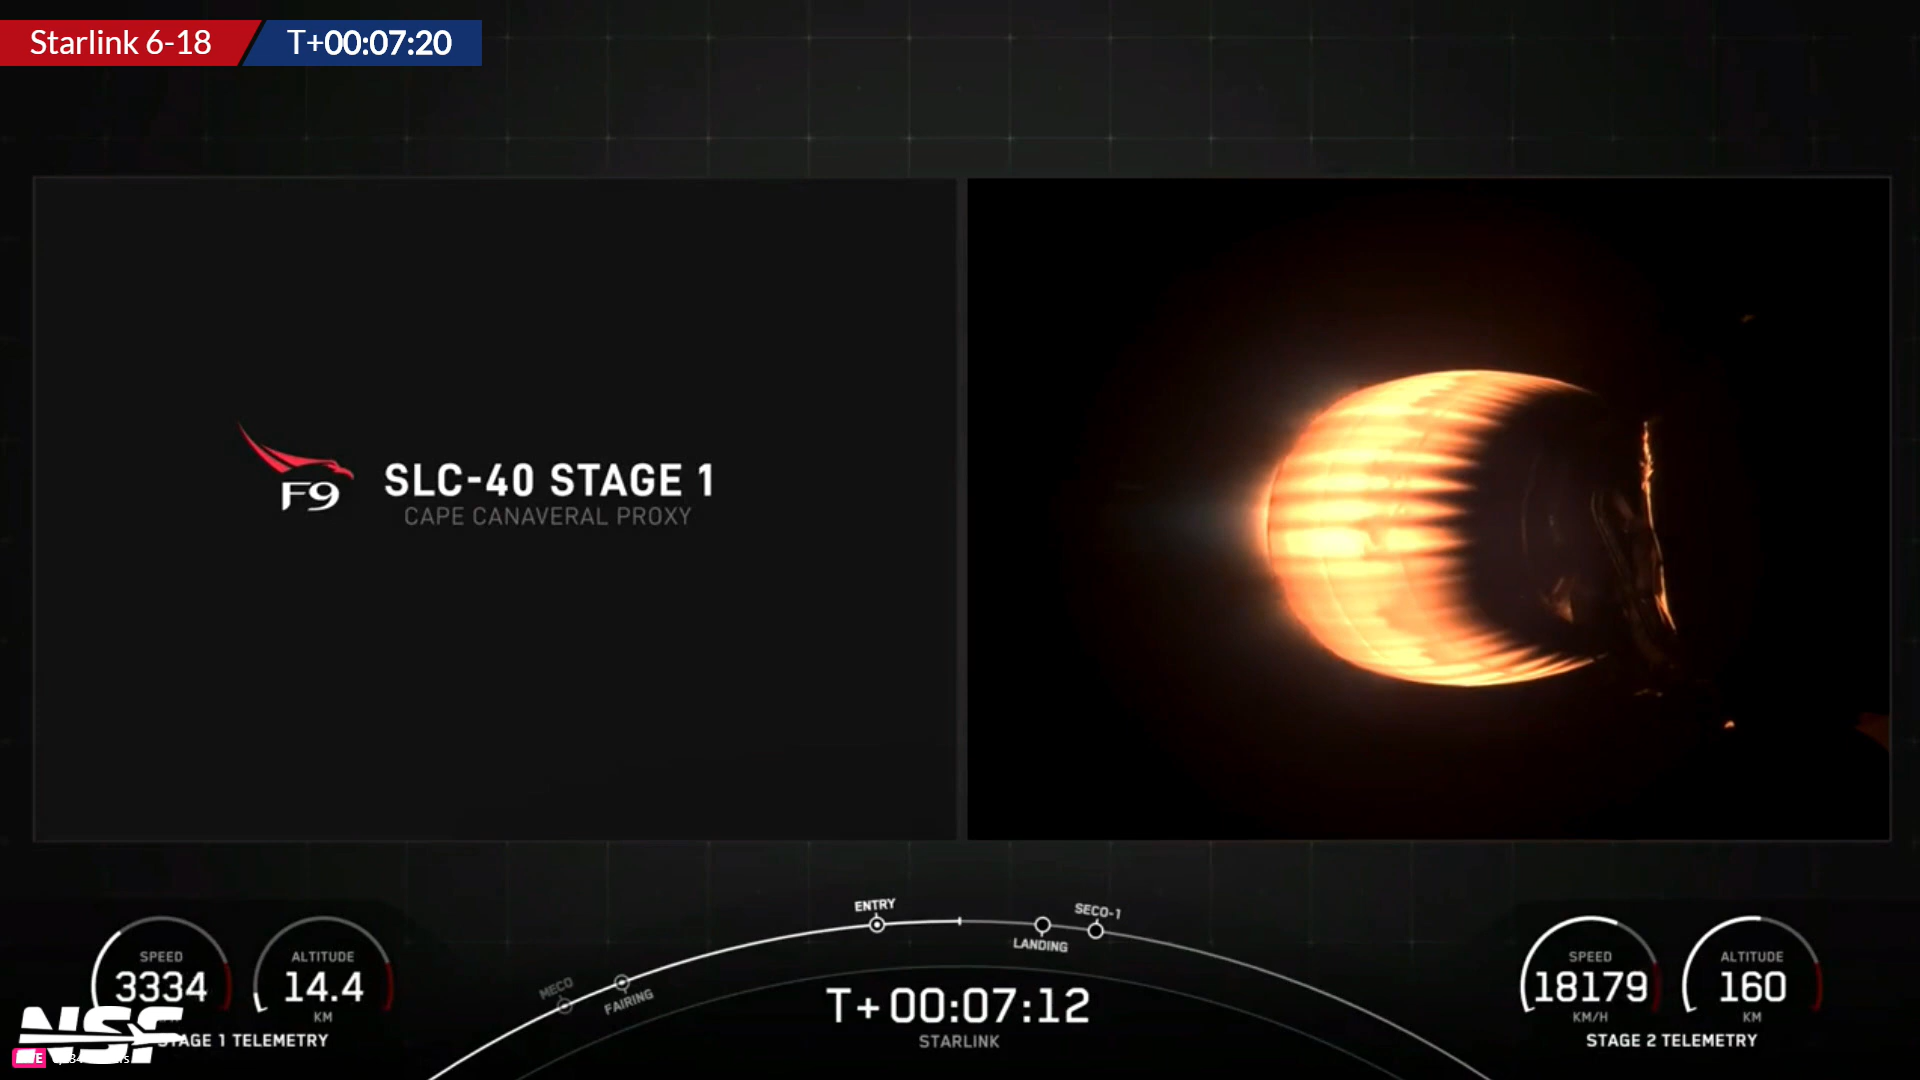 Starlink 6-18
T+00:07:20
F9
SLC-40 STAGE 1
CAPE CANAVERAL PROXY
ENTRY
SECO-1
LANDING
MECO
FAIRING
SPEED
3334
ALTITUDE
14.4
KM
STAGE 1 TELEMETRY
NSF
T+00:07:12
STARLINK
SPEED
18179
KM/H
ALTITUDE
160
KM
STAGE 2 TELEMETRY